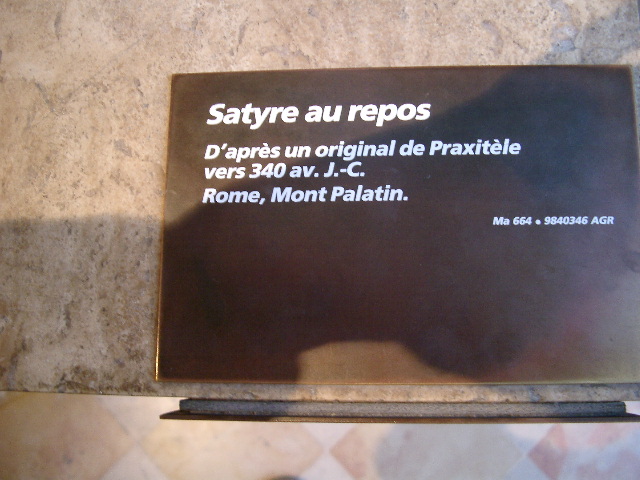 Satyre au repos
D'après un original de Praxitèle
vers 340 av. J.-C.
Rome, Mont Palatin.
Ma 664 • 9840346 AGR